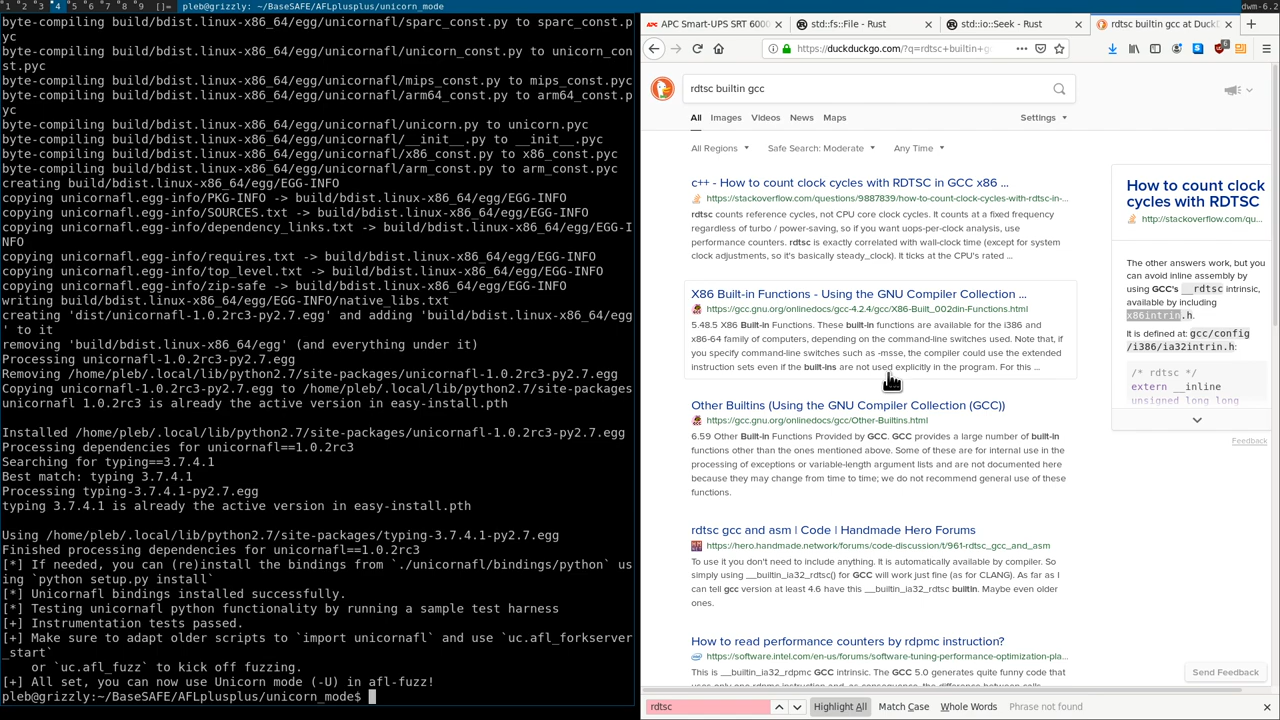 1 2 3 4 5 6 7 8 9 []= pleb@grizzly: ~/BaseSAFE/AFLplusplus/unicorn_mode
dwm-6.2
byte-compiling build/bdist.linux-x86_64/egg/unicornafl/sparc_const.py to sparc_const.p
yc
byte-compiling build/bdist.linux-x86_64/egg/unicornafl/unicorn_const.py to unicorn_con
st.pyc
byte-compiling build/bdist.linux-x86_64/egg/unicornafl/mips_const.py to mips_const.pyc
byte-compiling build/bdist.linux-x86_64/egg/unicornafl/arm64_const.py to arm64_const.p
yc
byte-compiling build/bdist.linux-x86_64/egg/unicornafl/unicorn.py to unicorn.pyc
byte-compiling build/bdist.linux-x86_64/egg/unicornafl/__init__.py to __init__.pyc
byte-compiling build/bdist.linux-x86_64/egg/unicornafl/x86_const.py to x86_const.pyc
byte-compiling build/bdist.linux-x86_64/egg/unicornafl/arm_const.py to arm_const.pyc
creating build/bdist.linux-x86_64/egg/EGG-INFO
copying unicornafl.egg-info/PKG-INFO -> build/bdist.linux-x86_64/egg/EGG-INFO
copying unicornafl.egg-info/SOURCES.txt -> build/bdist.linux-x86_64/egg/EGG-INFO
copying unicornafl.egg-info/dependency_links.txt -> build/bdist.linux-x86_64/egg/EGG-I
NFO
copying unicornafl.egg-info/requires.txt -> build/bdist.linux-x86_64/egg/EGG-INFO
copying unicornafl.egg-info/top_level.txt -> build/bdist.linux-x86_64/egg/EGG-INFO
copying unicornafl.egg-info/zip-safe -> build/bdist.linux-x86_64/egg/EGG-INFO
writing build/bdist.linux-x86_64/egg/EGG-INFO/native_libs.txt
creating 'dist/unicornafl-1.0.2rc3-py2.7.egg' and adding 'build/bdist.linux-x86_64/egg
' to it
removing 'build/bdist.linux-x86_64/egg' (and everything under it)
Processing unicornafl-1.0.2rc3-py2.7.egg
Removing /home/pleb/.local/lib/python2.7/site-packages/unicornafl-1.0.2rc3-py2.7.egg
Copying unicornafl-1.0.2rc3-py2.7.egg to /home/pleb/.local/lib/python2.7/site-packages
unicornafl 1.0.2rc3 is already the active version in easy-install.pth
Installed /home/pleb/.local/lib/python2.7/site-packages/unicornafl-1.0.2rc3-py2.7.egg
Processing dependencies for unicornafl==1.0.2rc3
Searching for typing==3.7.4.1
Best match: typing 3.7.4.1
Processing typing-3.7.4.1-py2.7.egg
typing 3.7.4.1 is already the active version in easy-install.pth
Using /home/pleb/.local/lib/python2.7/site-packages/typing-3.7.4.1-py2.7.egg
Finished processing dependencies for unicornafl==1.0.2rc3
[*] If needed, you can (re)install the bindings from `./unicornafl/bindings/python` us
ing `python setup.py install`
[*] Unicornafl bindings installed successfully.
[*] Testing unicornafl python functionality by running a sample test harness
[+] Instrumentation tests passed.
[+] Make sure to adapt older scripts to `import unicornafl` and use `uc.afl_forkserver
_start`
or `uc.afl_fuzz` to kick off fuzzing.
[+] All set, you can now use Unicorn mode (-U) in afl-fuzz!
pleb@grizzly:~/BaseSAFE/AFLplusplus/unicorn_mode$
APC Smart-UPS SRT 6000
std::fs::File - Rust
std::io::Seek - Rust
rdtsc builtin gcc at Duck
https://duckduckgo.com/?q=rdtsc+builtin+g
6
rdtsc builtin gcc
All Images Videos News Maps Settings
All Regions Safe Search: Moderate Any Time
c++ - How to count clock cycles with RDTSC in GCC x86 ...
https://stackoverflow.com/questions/9887839/how-to-count-clock-cycles-with-rdtsc-in-...
rdtsc counts reference cycles, not CPU core clock cycles. It counts at a fixed frequency
regardless of turbo / power-saving, so if you want uops-per-clock analysis, use
performance counters. rdtsc is exactly correlated with wall-clock time (except for system
clock adjustments, so it's basically steady_clock). It ticks at the CPU's rated ...
X86 Built-in Functions - Using the GNU Compiler Collection ...
https://gcc.gnu.org/onlinedocs/gcc-4.2.4/gcc/X86-Built_002din-Functions.html
5.48.5 X86 Built-in Functions. These built-in functions are available for the i386 and
x86-64 family of computers, depending on the command-line switches used. Note that, if
you specify command-line switches such as -msse, the compiler could use the extended
instruction sets even if the built-ins are not used explicitly in the program. For this ...
Other Builtins (Using the GNU Compiler Collection (GCC))
https://gcc.gnu.org/onlinedocs/gcc/Other-Builtins.html
6.59 Other Built-in Functions Provided by GCC. GCC provides a large number of built-in
functions other than the ones mentioned above. Some of these are for internal use in the
processing of exceptions or variable-length argument lists and are not documented here
because they may change from time to time; we do not recommend general use of these
functions.
rdtsc gcc and asm | Code | Handmade Hero Forums
https://hero.handmade.network/forums/code-discussion/t/961-rdtsc_gcc_and_asm
To use it you don't need to include anything. It is automatically available by compiler. So
simply using __builtin_ia32_rdtsc() for GCC will work just fine (as for CLANG). As far as I
can tell gcc version at least 4.6 have this __builtin_ia32_rdtsc builtin. Maybe even older
ones.
How to read performance counters by rdpmc instruction?
https://software.intel.com/en-us/forums/software-tuning-performance-optimization-pla...
This is __builtin_ia32_rdpmc GCC intrinsic. The GCC 5.0 generates quite funny code
How to count clock
cycles with RDTSC
http://stackoverflow.com/qu...
The other answers work, but you
can avoid inline assembly by
using GCC's __rdtsc
intrinsic, available by including
x86intrin.h.
It is defined at: gcc/config
/i386/ia32intrin.h:
/* rdtsc */
extern __inline
unsigned long long
Feedback
Send Feedback
rdtsc
Highlight All Match Case Whole Words Phrase not found